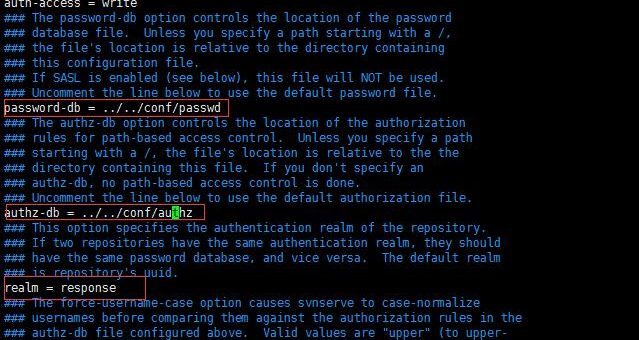 auth-access = write
### The password-db option controls the location of the password
### database file.  Unless you specify a path starting with a /,
### the file's location is relative to the directory containing
### this configuration file.
### If SASL is enabled (see below), this file will NOT be used.
### Uncomment the line below to use the default password file.
password-db = ../../conf/passwd
### The authz-db option controls the location of the authorization
### rules for path-based access control.  Unless you specify a path
### starting with a /, the file's location is relative to the the
### directory containing this file.  If you don't specify an
### authz-db, no path-based access control is done.
### Uncomment the line below to use the default authorization file.
authz-db = ../../conf/authz
### This option specifies the authentication realm of the repository.
### If two repositories have the same authentication realm, they should
### have the same password database, and vice versa.  The default realm
### is repository's uuid.
realm = response
### The force-username-case option causes svnserve to case-normalize
### usernames before comparing them against the authorization rules in the
### authz-db file configured above.  Valid values are "upper" (to upper-